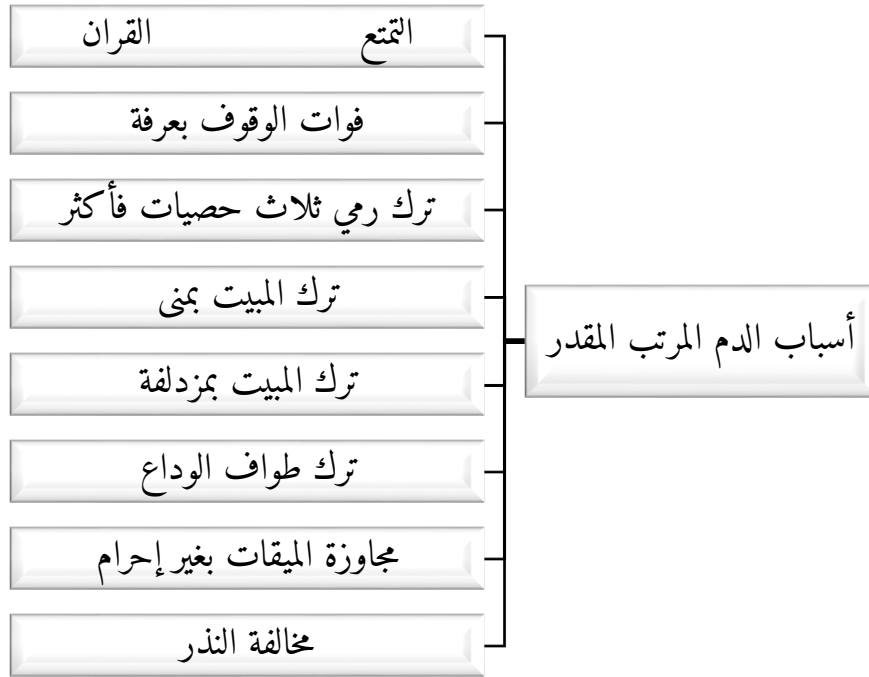 أسباب الدم المرتب المقدر
التمتع القران
فوات الوقوف بعرفة
ترك رمي ثلاث حصيات فأكثر
ترك المبيت بمنى
ترك المبيت بمزدلفة
ترك طواف الوداع
مجاوزة الميقات بغير إحرام
مخالفة النذر